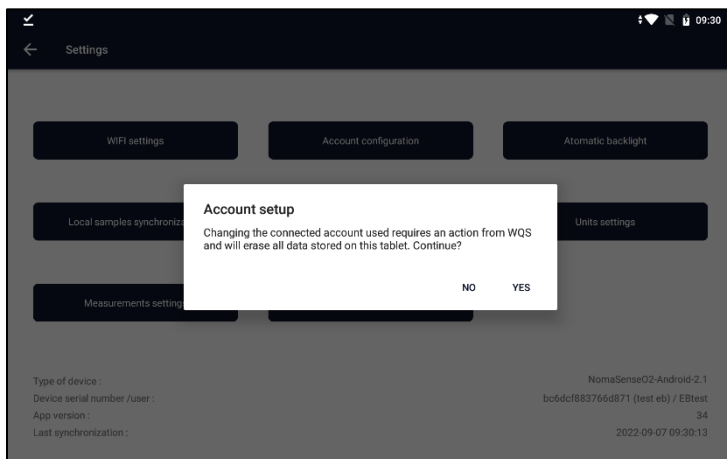 09:30
Settings
WIFI settings
Account configuration
Atomatic backlight
Local samples synchroniza
Units settings
Account setup
Changing the connected account used requires an action from WQS
and will erase all data stored on this tablet. Continue?
NO YES
Measurements setting
Type of device : NomaSenseO2-Android-2.1
Device serial number /user : bc6dcf883766d871 (test eb) / EBtest
App version : 34
Last synchronization : 2022-09-07 09:30:13